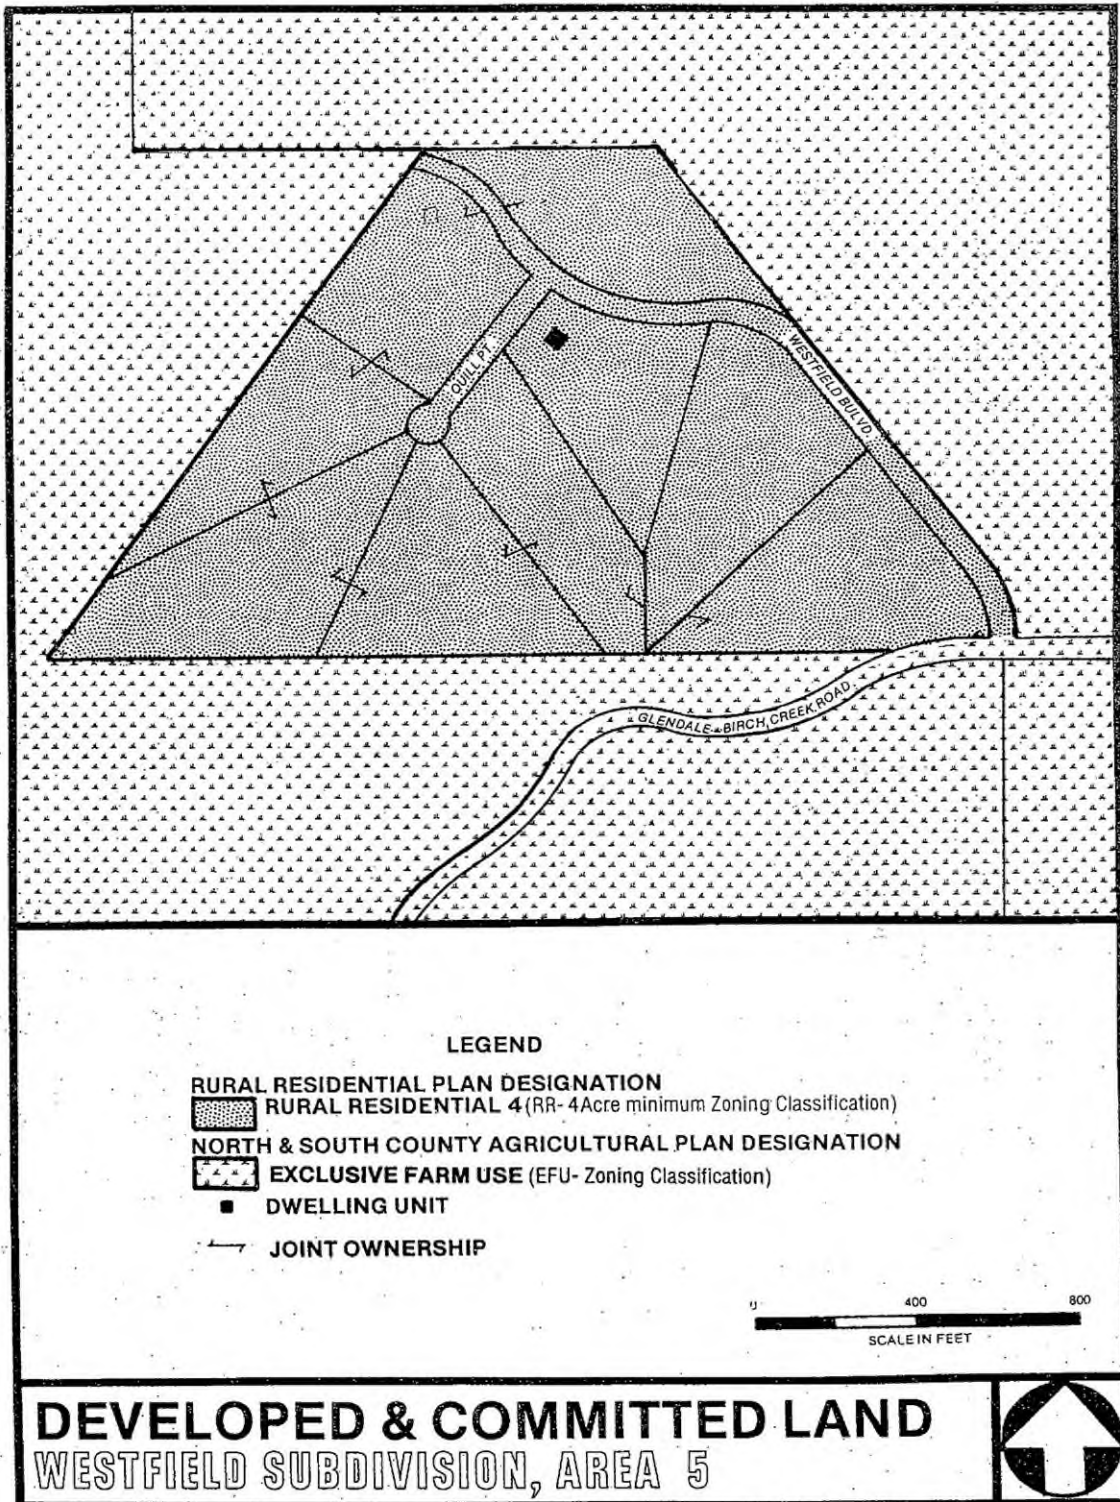 QUILL PT.
WESTFIELD BULVD.
GLENDALE-BIRCH CREEK ROAD
LEGEND
RURAL RESIDENTIAL PLAN DESIGNATION
RURAL RESIDENTIAL 4 (RR- 4Acre minimum Zoning Classification)
NORTH & SOUTH COUNTY AGRICULTURAL PLAN DESIGNATION
EXCLUSIVE FARM USE (EFU- Zoning Classification)
DWELLING UNIT
JOINT OWNERSHIP
0 400 800
SCALE IN FEET
DEVELOPED & COMMITTED LAND
WESTFIELD SUBDIVISION, AREA 5